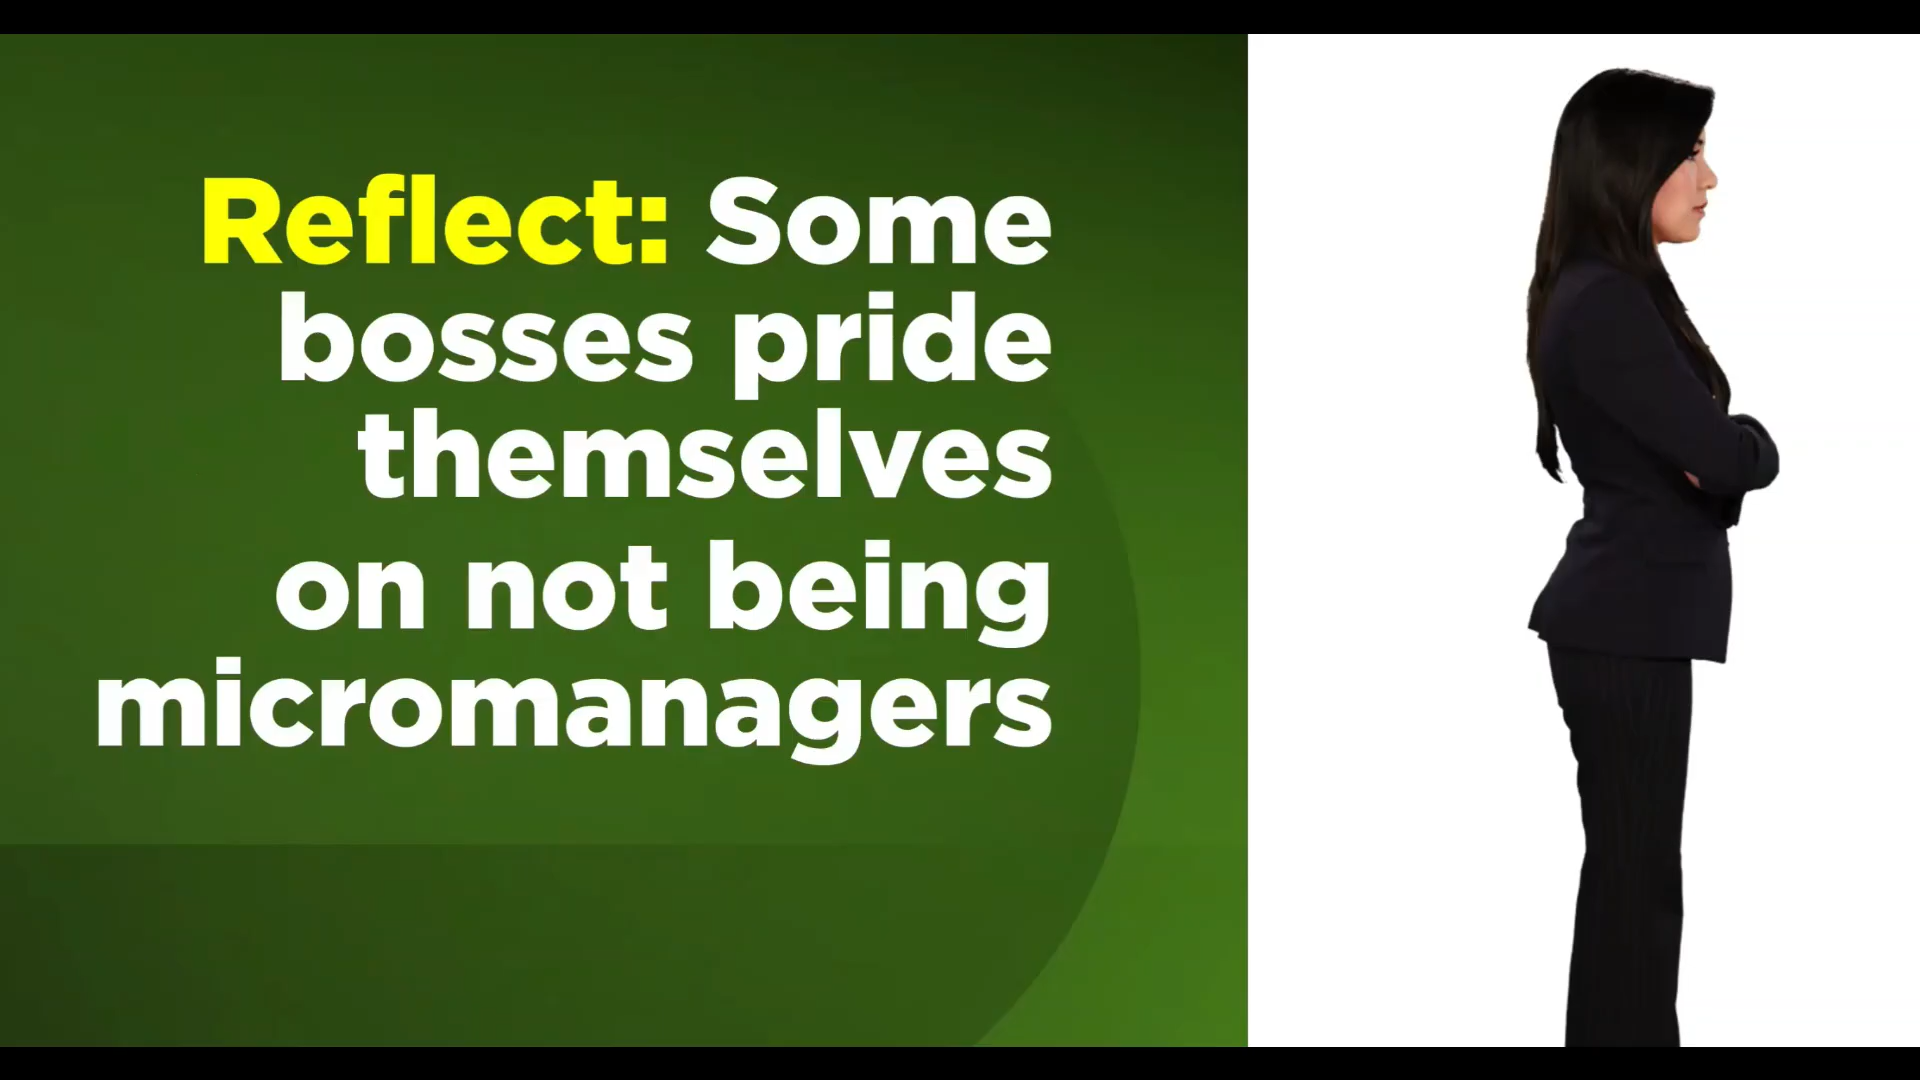 Reflect: Some
bosses pride
themselves
on not being
micromanagers